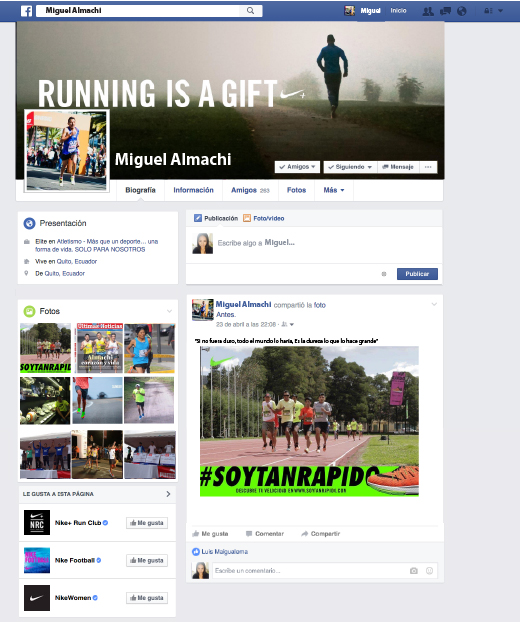 Miguel Almachi
Miguel Inicio
RUNNING IS A GIFT
Miguel Almachi
Amigos Siguiendo Mensaje ...
Biografía Información Amigos 263 Fotos Más
Presentación
Elite en Atletismo - Más que un deporte... una
forma de vida. SOLO PARA NOSOTROS
Vive en Quito, Ecuador
De Quito, Ecuador
Publicación Foto/vídeo
Escribe algo a Miguel...
Publicar
Fotos
#SOYTANRAPIDO
Últimas Noticias
Almachi
corazón y vida
LE GUSTA A ESTA PÁGINA
NRC
Nike+ Run Club Me gusta
Nike Football Me gusta
NikeWomen Me gusta
Miguel Almachi compartió la foto
Antes.
23 de abril a las 22:08
"Si no fuera duro, todo el mundo lo haría, Es la dureza lo que lo hace grande"
#SOYTANRAPIDO
DESCUBRE TU VELOCIDAD EN WWW.SOYTANRAPIDO.COM
Me gusta Comentar Compartir
Luis Maigualema
Escribe un comentario...